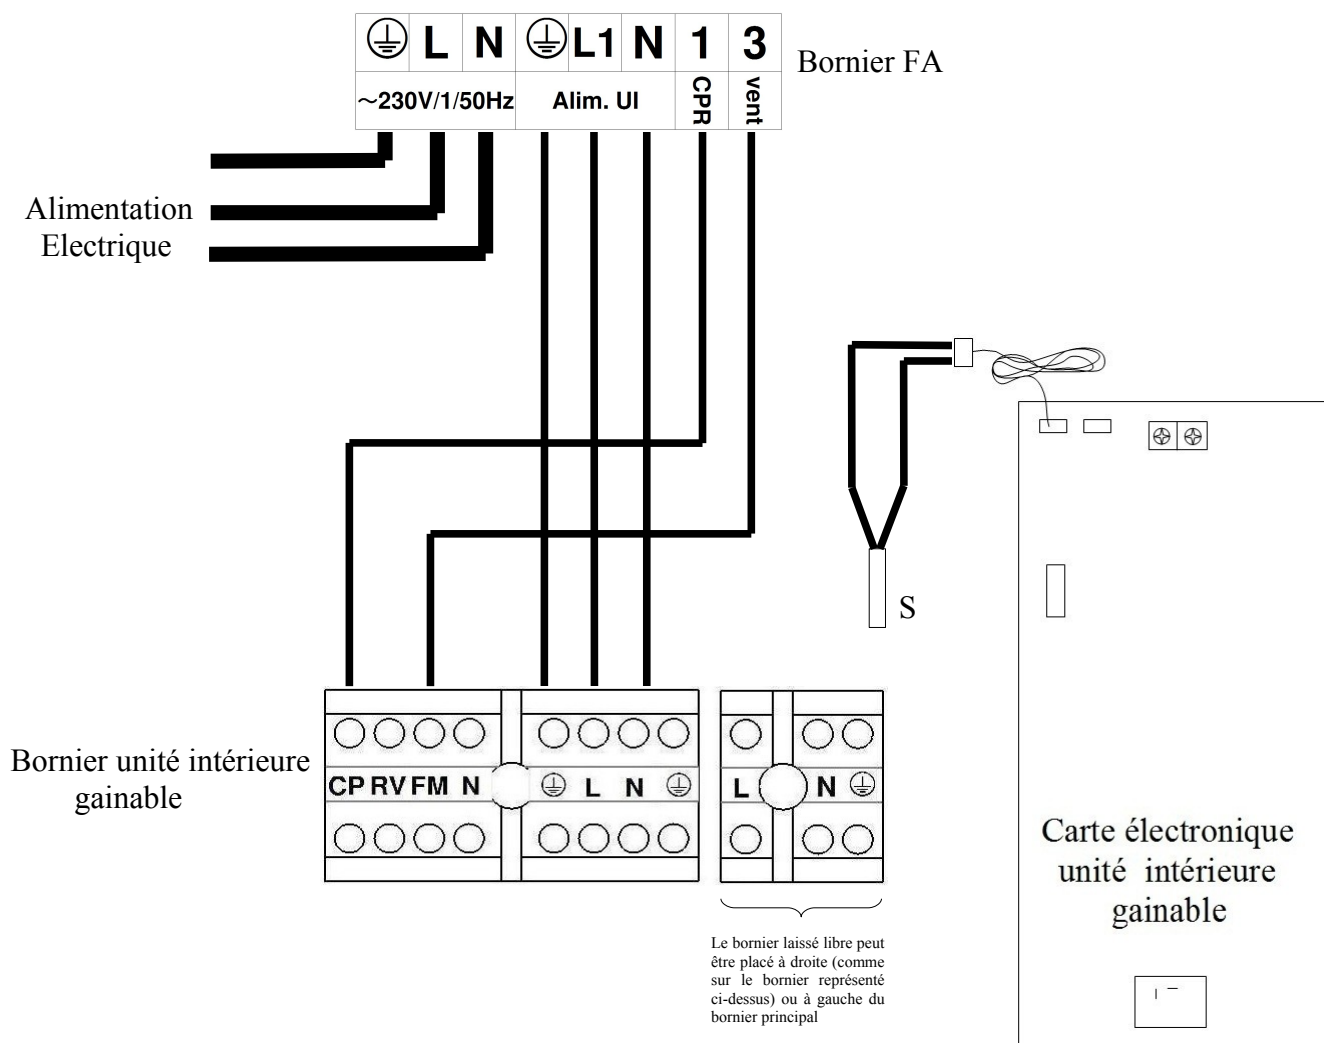 L N L1 N 1 3
Bornier FA
~230V/1/50Hz Alim. UI CPR vent
Alimentation
Electrique
S
Bornier unité intérieure
gainable
CP RV FM N L N L N
Carte électronique
unité intérieure
gainable
Le bornier laissé libre peut
être placé à droite (comme
sur le bornier représenté
ci-dessus) ou à gauche du
bornier principal